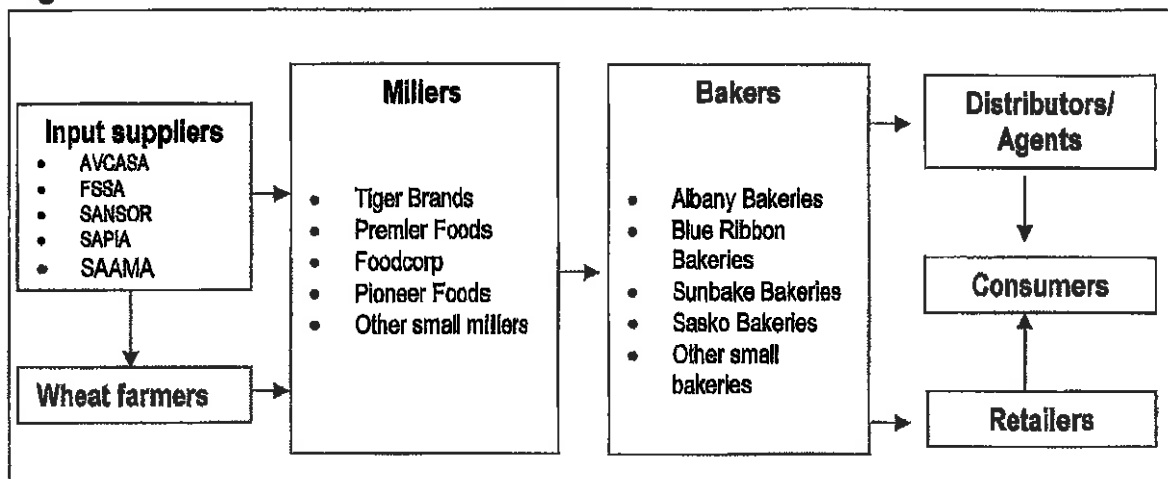 Input suppliers
• AVCASA
• FSSA
• SANSOR
• SAPIA
• SAAMA
Wheat farmers
Millers
• Tiger Brands
• Premier Foods
• Foodcorp
• Pioneer Foods
• Other small millers
Bakers
• Albany Bakeries
• Blue Ribbon
Bakeries
• Sunbake Bakeries
• Sasko Bakeries
• Other small
bakeries
Distributors/
Agents
Consumers
Retailers